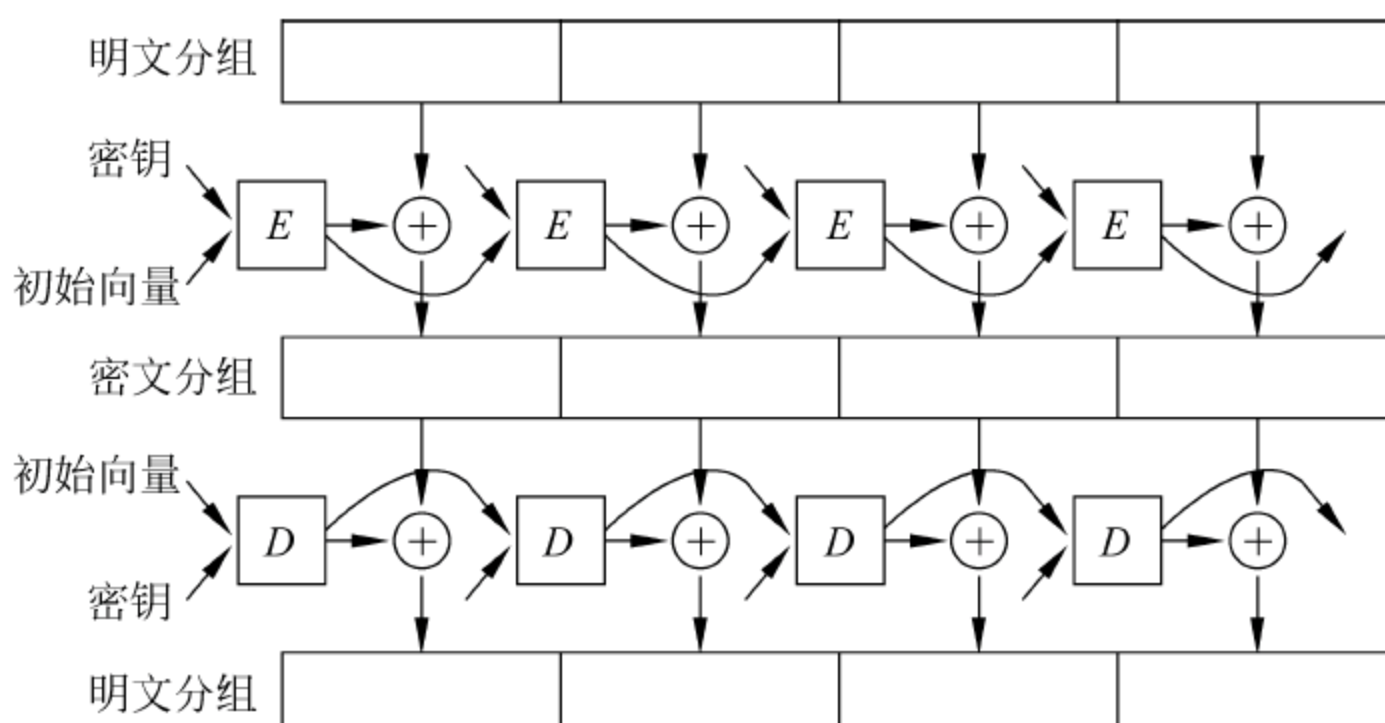 明文分组
密钥
E + E + E + E +
初始向量
密文分组
初始向量
D + D + D + D +
密钥
明文分组